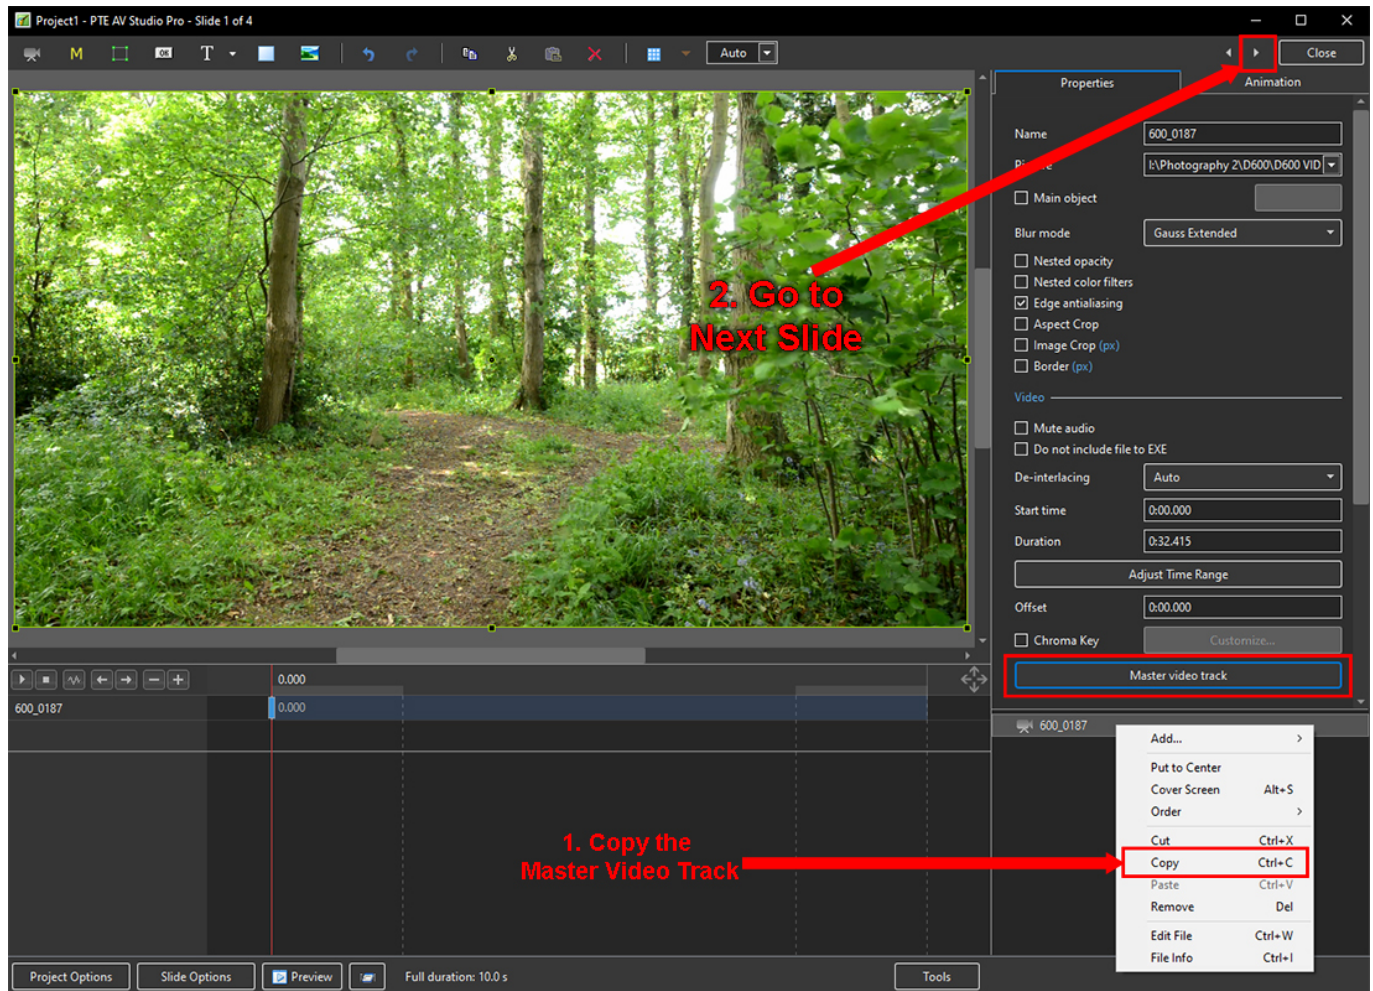 Project1 - PTE AV Studio Pro - Slide 1 of 4
M OK T Auto Close
Properties Animation
Name 600_0187
I:\Photography 2\D600\D600 VID
Main object
Blur mode Gauss Extended
Nested opacity
Nested color filters
Edge antialiasing
Aspect Crop
Image Crop (px)
Border (px)
Video
Mute audio
Do not include file to EXE
De-interlacing Auto
Start time 0:00.000
Duration 0:32.415
Adjust Time Range
Offset 0:00.000
Chroma Key Customize...
Master video track
2. Go to
Next Slide
0.000
600_0187 0.000
600_0187
Add...
Put to Center
Cover Screen Alt+S
Order
Cut Ctrl+X
Copy Ctrl+C
Paste Ctrl+V
Remove Del
Edit File Ctrl+W
File Info Ctrl+I
1. Copy the
Master Video Track
Project Options Slide Options Preview Full duration: 10.0 s Tools